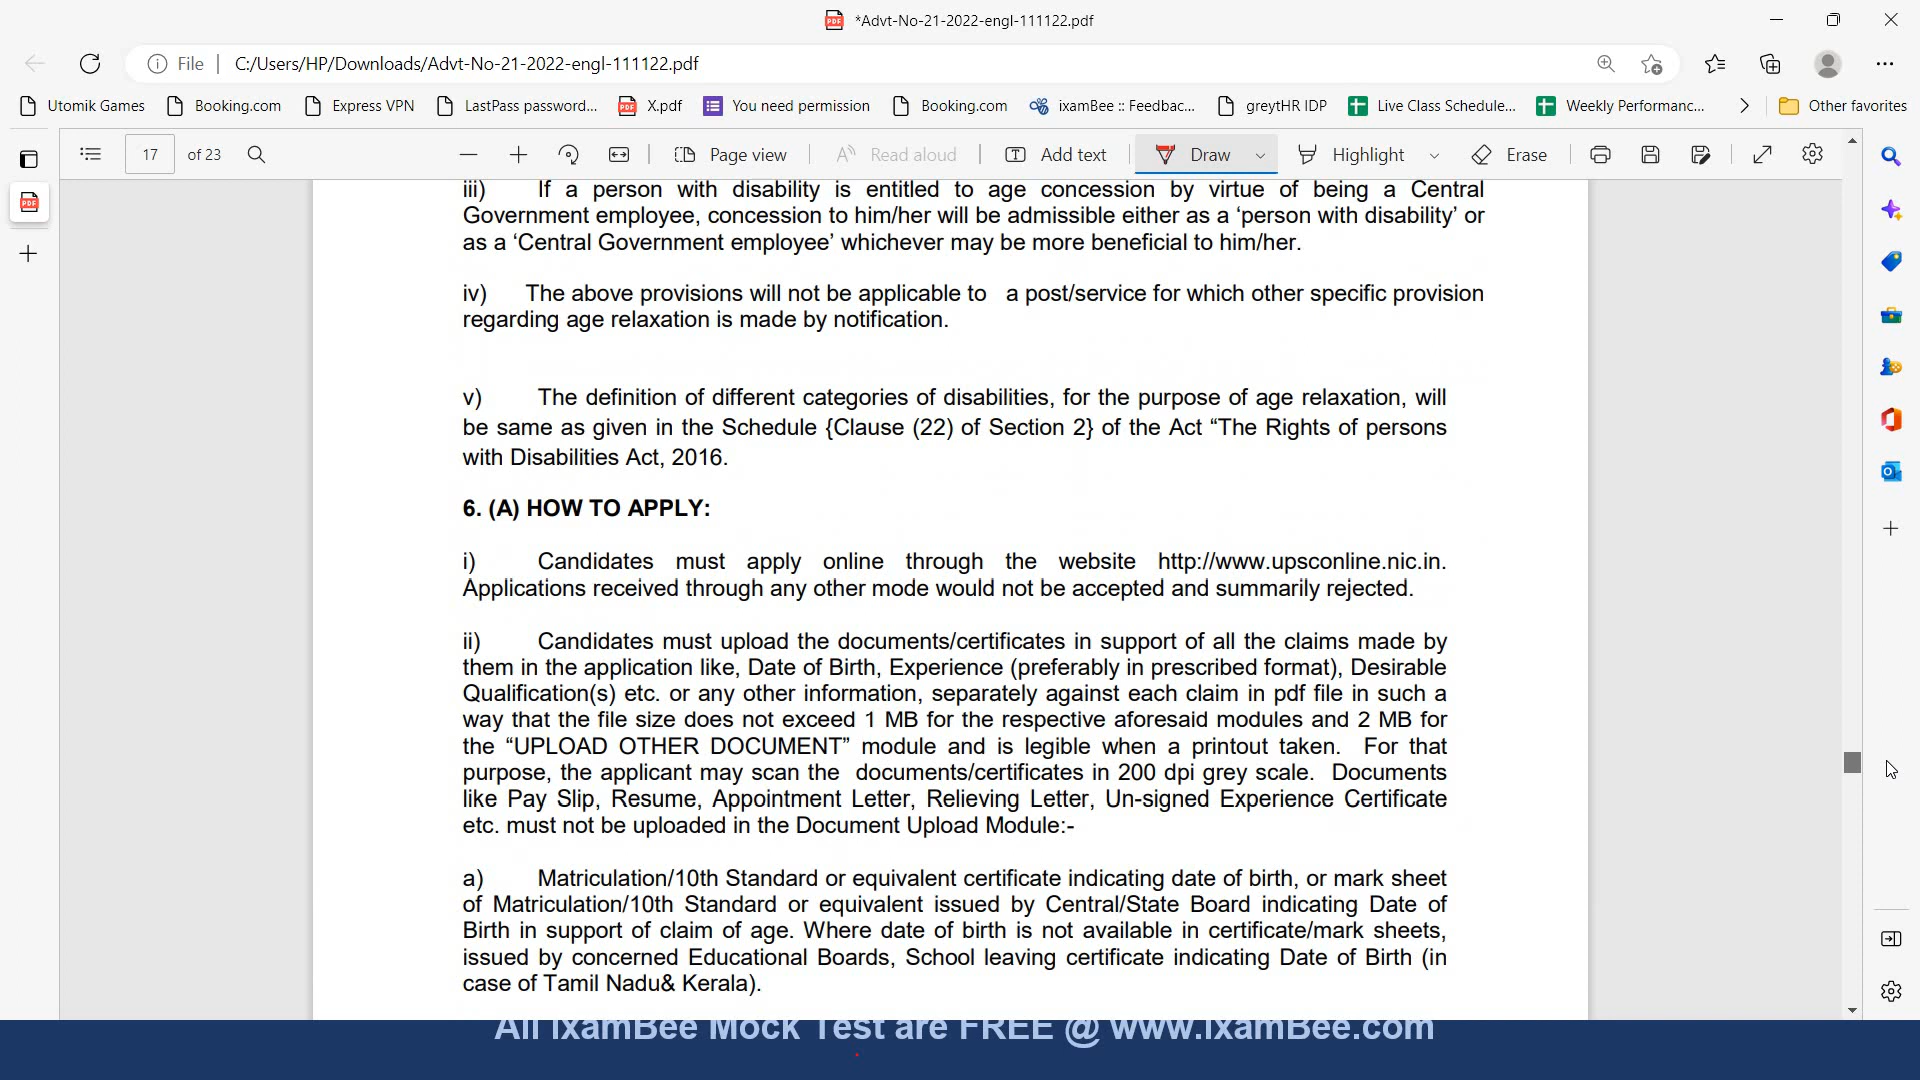 *Advt-No-21-2022-engl-111122.pdf
File C:/Users/HP/Downloads/Advt-No-21-2022-engl-111122.pdf
Utomik Games Booking.com Express VPN LastPass password... X.pdf You need permission Booking.com ixamBee :: Feedbac... greytHR IDP Live Class Schedule... Weekly Performanc... Other favorites
17 of 23 Page view Read aloud Add text Draw Highlight Erase
iii) If a person with disability is entitled to age concession by virtue of being a Central
Government employee, concession to him/her will be admissible either as a ‘person with disability’ or
as a ‘Central Government employee’ whichever may be more beneficial to him/her.
iv) The above provisions will not be applicable to a post/service for which other specific provision
regarding age relaxation is made by notification.
v) The definition of different categories of disabilities, for the purpose of age relaxation, will
be same as given in the Schedule {Clause (22) of Section 2} of the Act “The Rights of persons
with Disabilities Act, 2016.
6. (A) HOW TO APPLY:
i) Candidates must apply online through the website http://www.upsconline.nic.in.
Applications received through any other mode would not be accepted and summarily rejected.
ii) Candidates must upload the documents/certificates in support of all the claims made by
them in the application like, Date of Birth, Experience (preferably in prescribed format), Desirable
Qualification(s) etc. or any other information, separately against each claim in pdf file in such a
way that the file size does not exceed 1 MB for the respective aforesaid modules and 2 MB for
the “UPLOAD OTHER DOCUMENT” module and is legible when a printout taken. For that
purpose, the applicant may scan the documents/certificates in 200 dpi grey scale. Documents
like Pay Slip, Resume, Appointment Letter, Relieving Letter, Un-signed Experience Certificate
etc. must not be uploaded in the Document Upload Module:-
a) Matriculation/10th Standard or equivalent certificate indicating date of birth, or mark sheet
of Matriculation/10th Standard or equivalent issued by Central/State Board indicating Date of
Birth in support of claim of age. Where date of birth is not available in certificate/mark sheets,
issued by concerned Educational Boards, School leaving certificate indicating Date of Birth (in
case of Tamil Nadu& Kerala).
All ixamBee Mock Test are FREE @ www.ixamBee.com